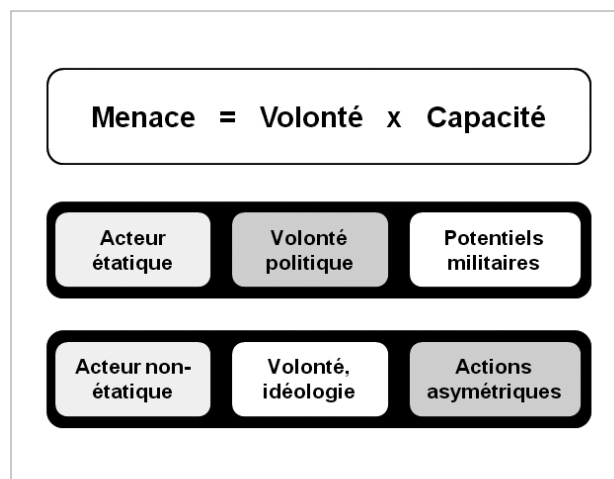 Menace = Volonté x Capacité
Acteur étatique
Volonté politique
Potentiels militaires
Acteur non-étatique
Volonté, idéologie
Actions asymétriques